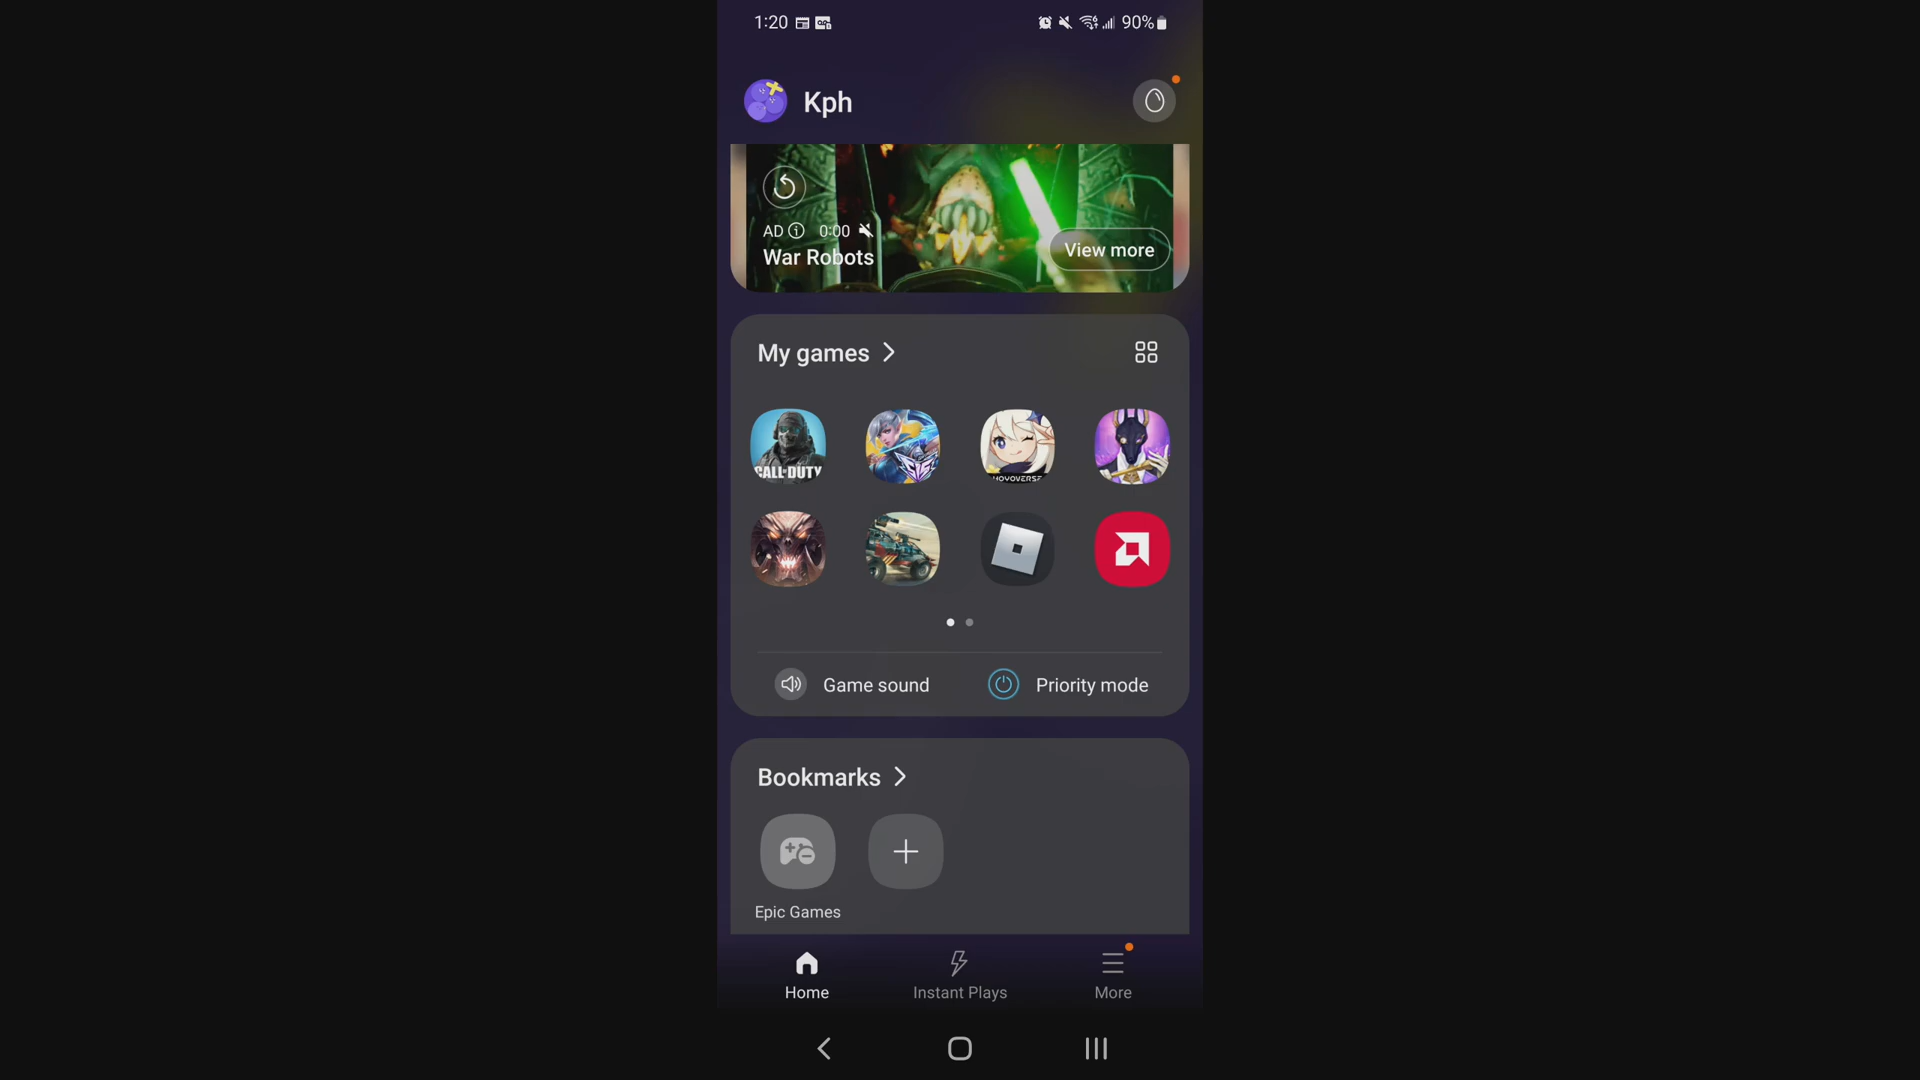 1:20
90%
Kph
AD 0:00
War Robots
View more
My games
CALL OF DUTY
HOYOVERSE
Game sound
Priority mode
Bookmarks
Epic Games
Home
Instant Plays
More